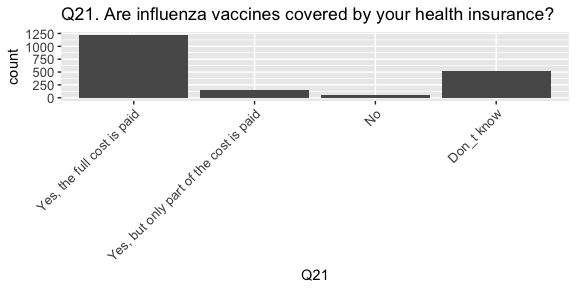 Q21. Are influenza vaccines covered by your health insurance?
count
1250
1000
750
500
250
0
Yes, the full cost is paid
Yes, but only part of the cost is paid
No
Don_t know
Q21